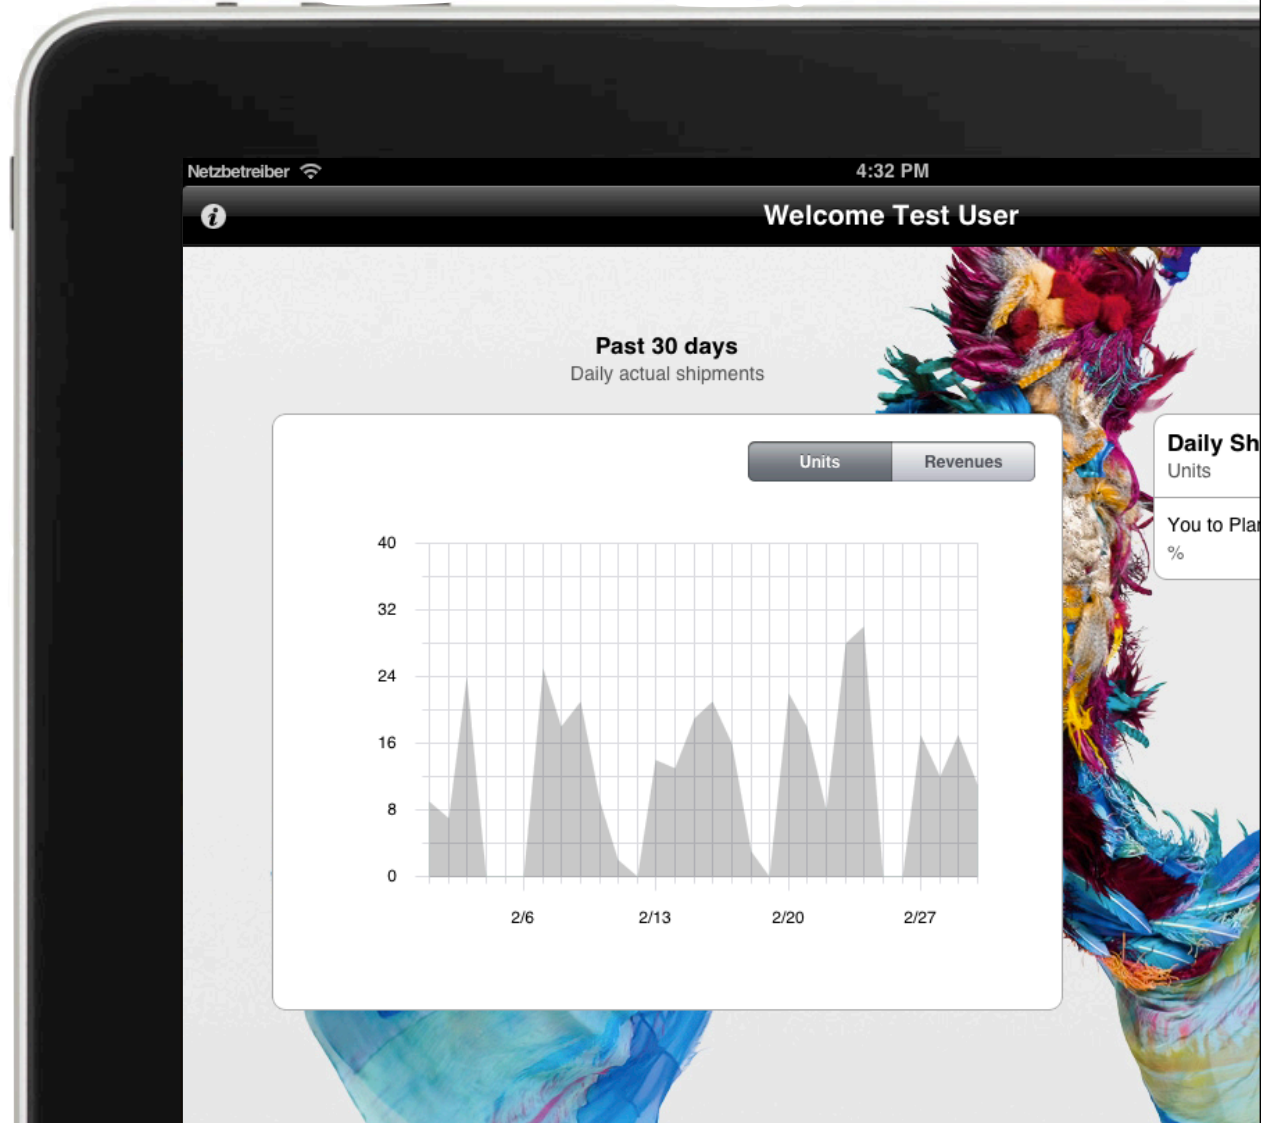 Netzbetreiber 4:32 PM
Welcome Test User
Past 30 days
Daily actual shipments
Units Revenues
Daily Sh
Units
You to Plan
%
40
32
24
16
8
0
2/6 2/13 2/20 2/27